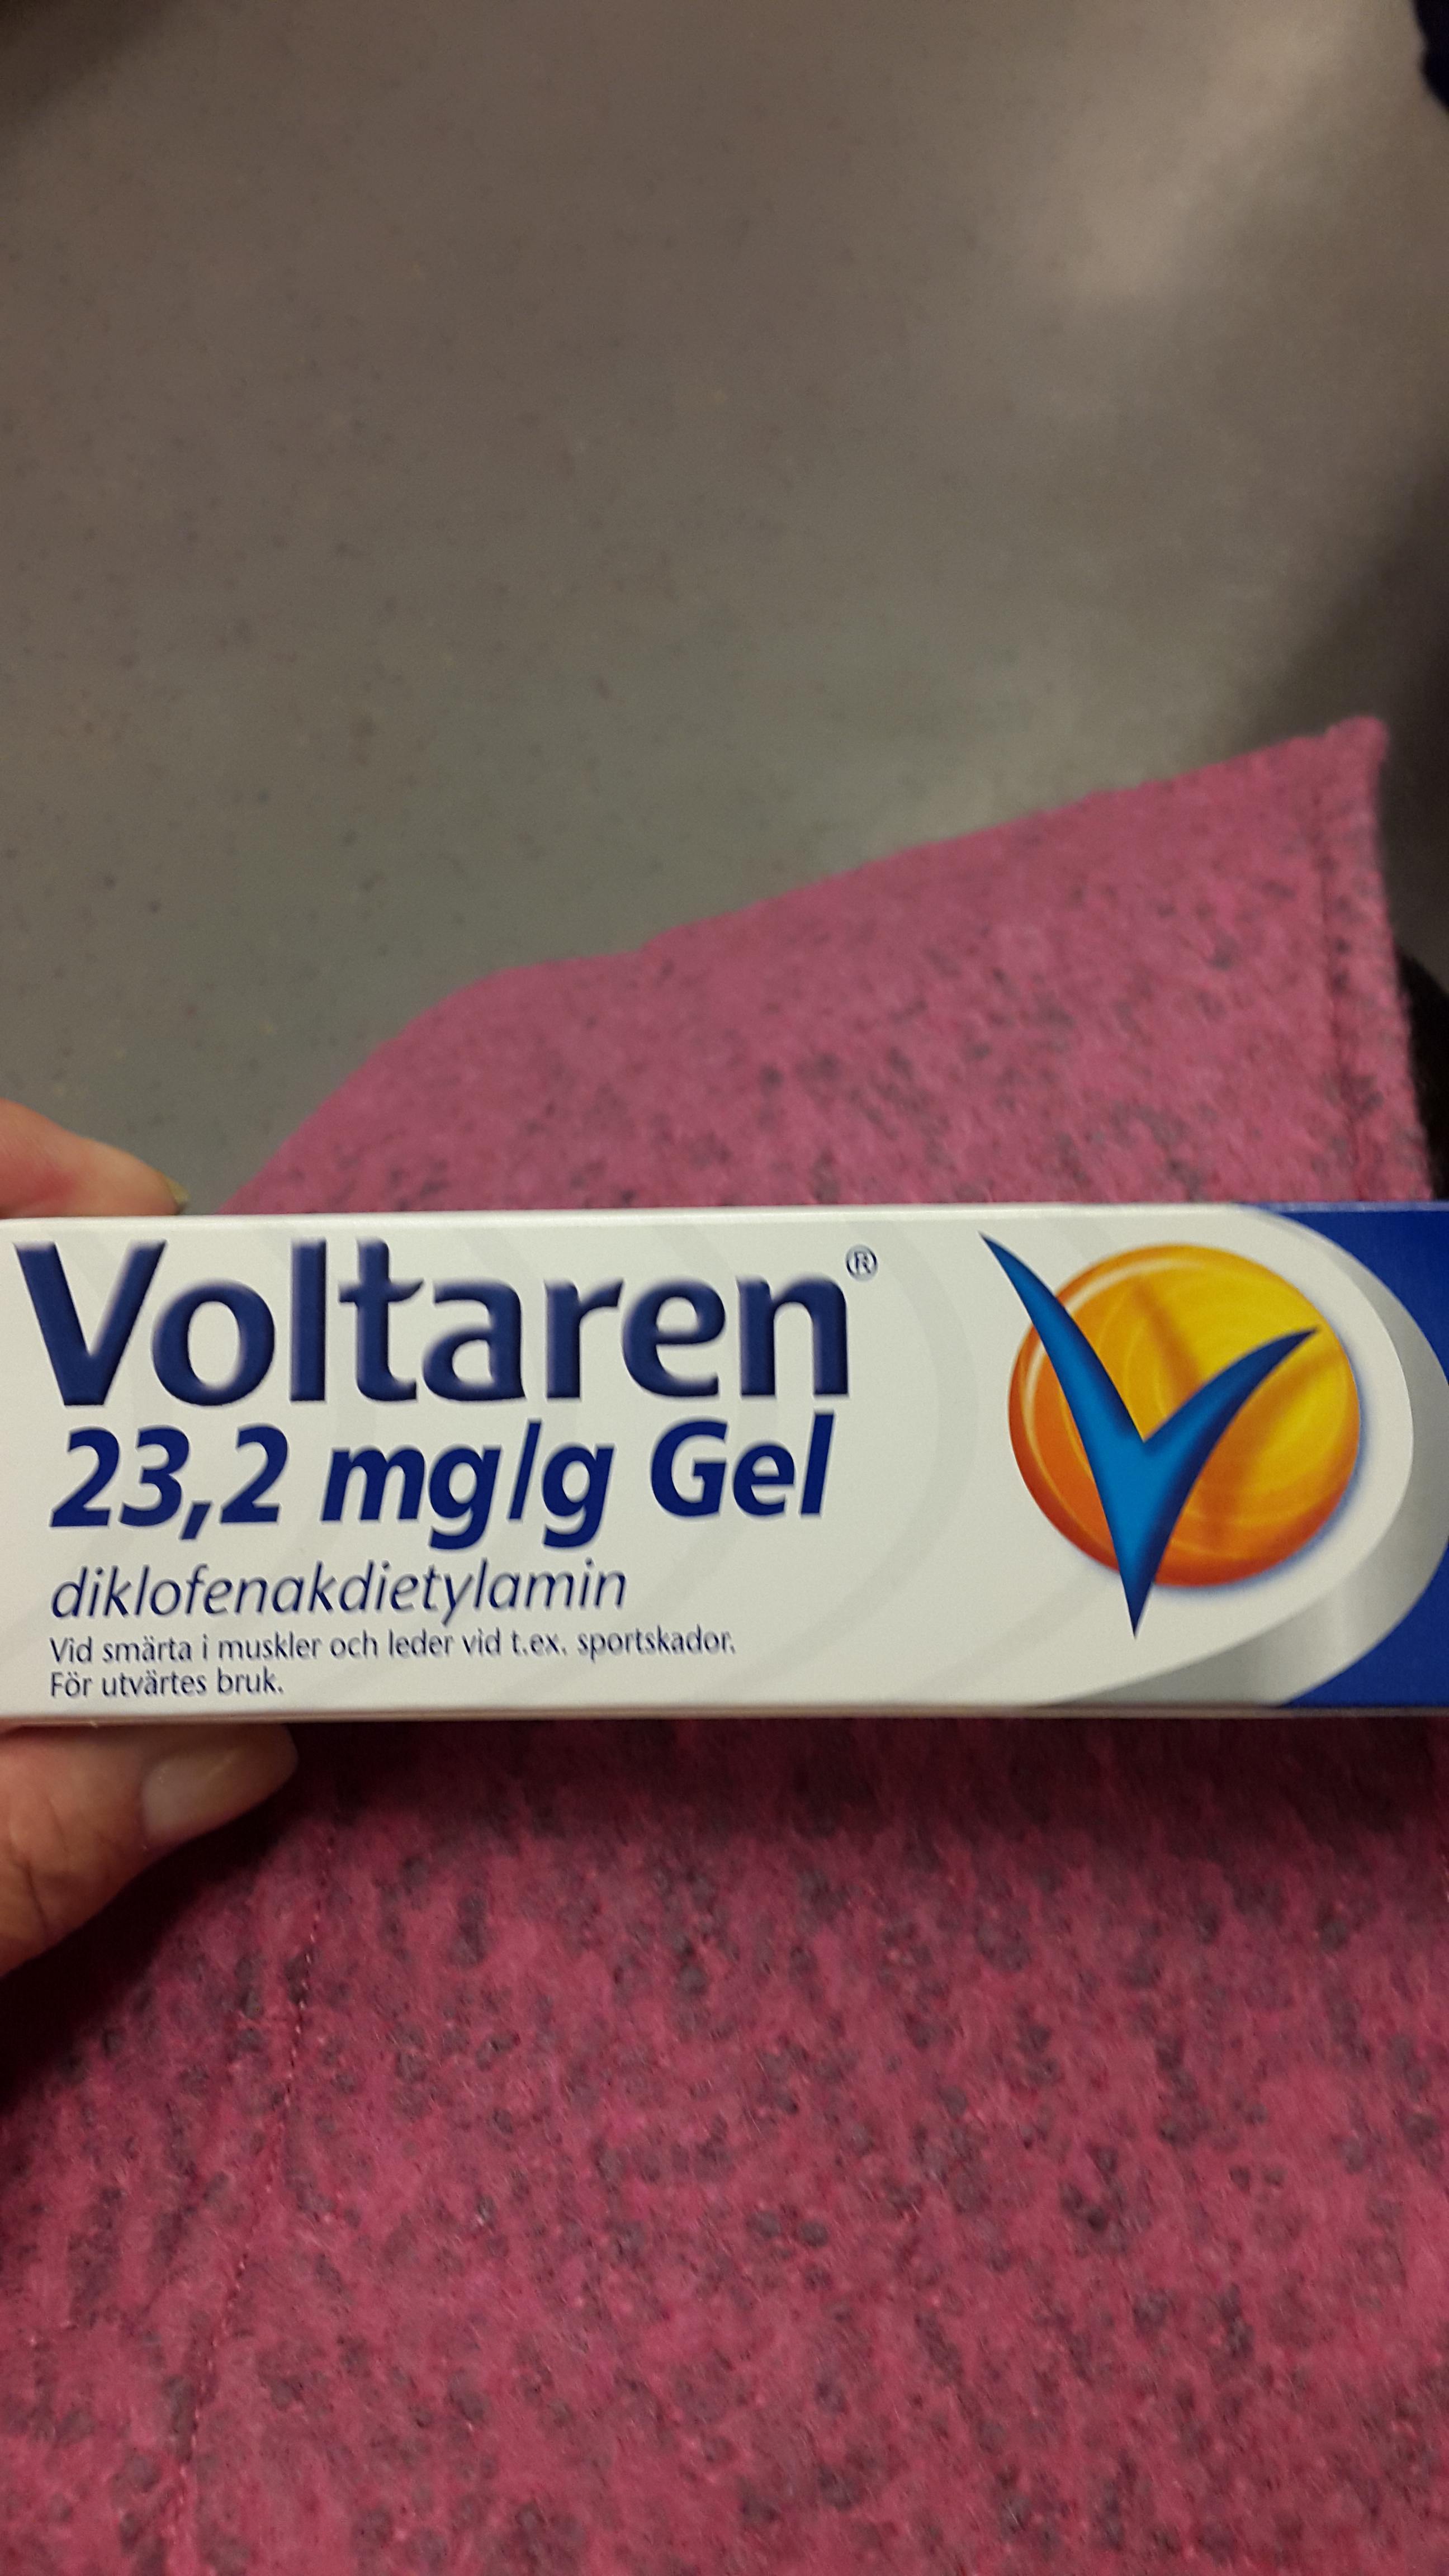 Voltaren®
23,2 mg/g Gel
diklofenakdietylamin
Vid smärta i muskler och leder vid t.ex. sportskador.
För utvärtes bruk.